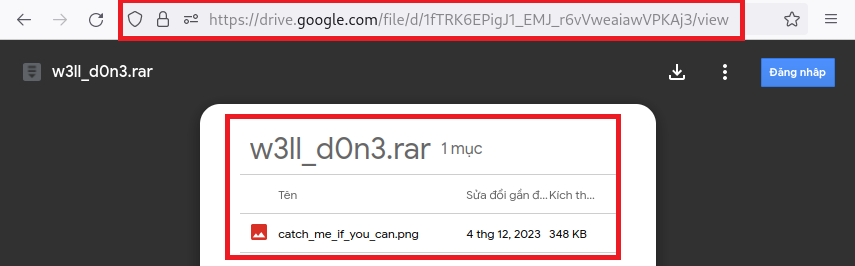 https://drive.google.com/file/d/1fTRK6EPigJ1_EMJ_r6vVweaiawVPKAj3/view
w3ll_d0n3.rar
Đăng nhập
w3ll_d0n3.rar 1 mục
Tên Sửa đổi gần đ... Kích th...
catch_me_if_you_can.png 4 thg 12, 2023 348 KB